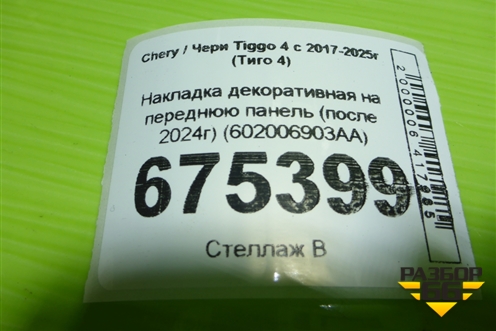 Chery / Чери Tiggo 4 с 2017-2025г
(Тиго 4)
Накладка декоративная на
переднюю панель (после
2024г) (602006903AA)
675399
Стеллаж В
2000006417985
РАЗБОР